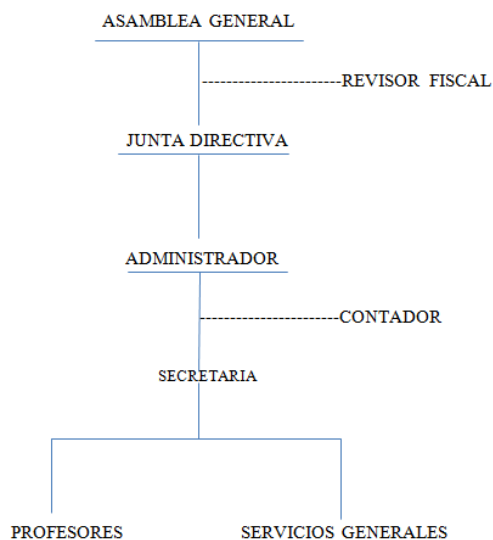 ASAMBLEA GENERAL
REVISOR FISCAL
JUNTA DIRECTIVA
ADMINISTRADOR
CONTADOR
SECRETARIA
PROFESORES
SERVICIOS GENERALES